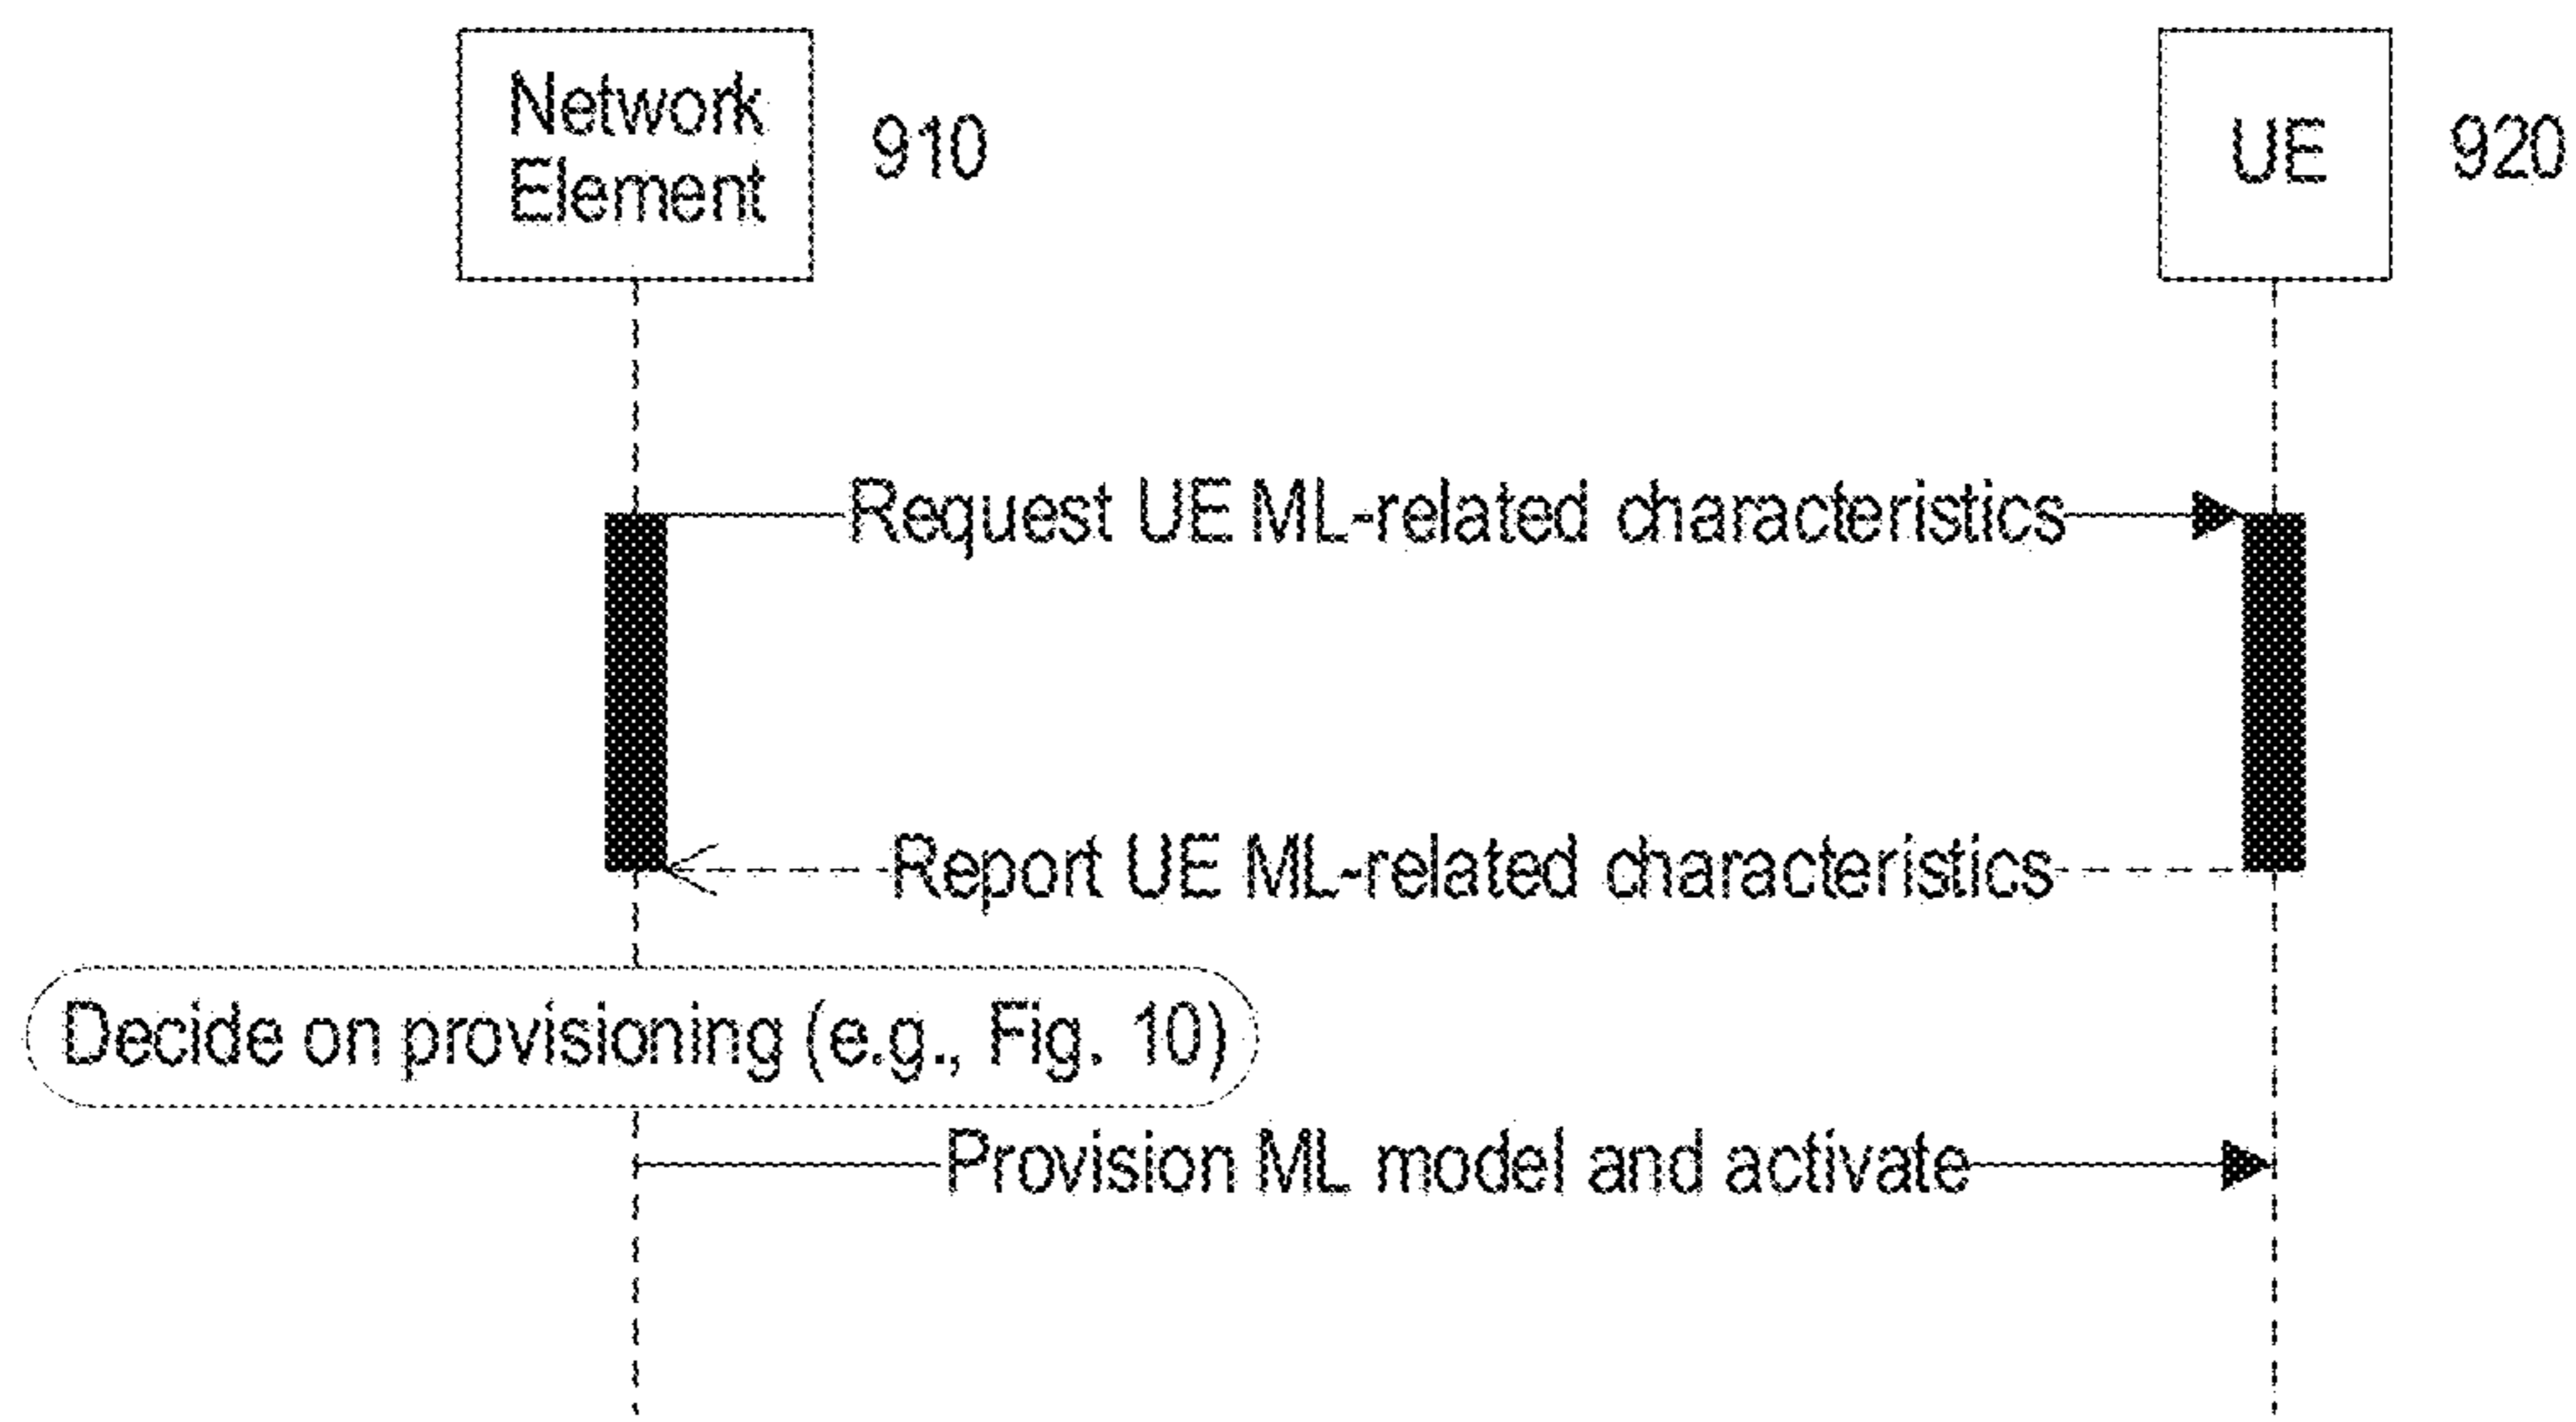 Network
Element
910
UE
920
Request UE ML-related characteristics
Report UE ML-related characteristics
Decide on provisioning (e.g., Fig. 10)
Provision ML model and activate